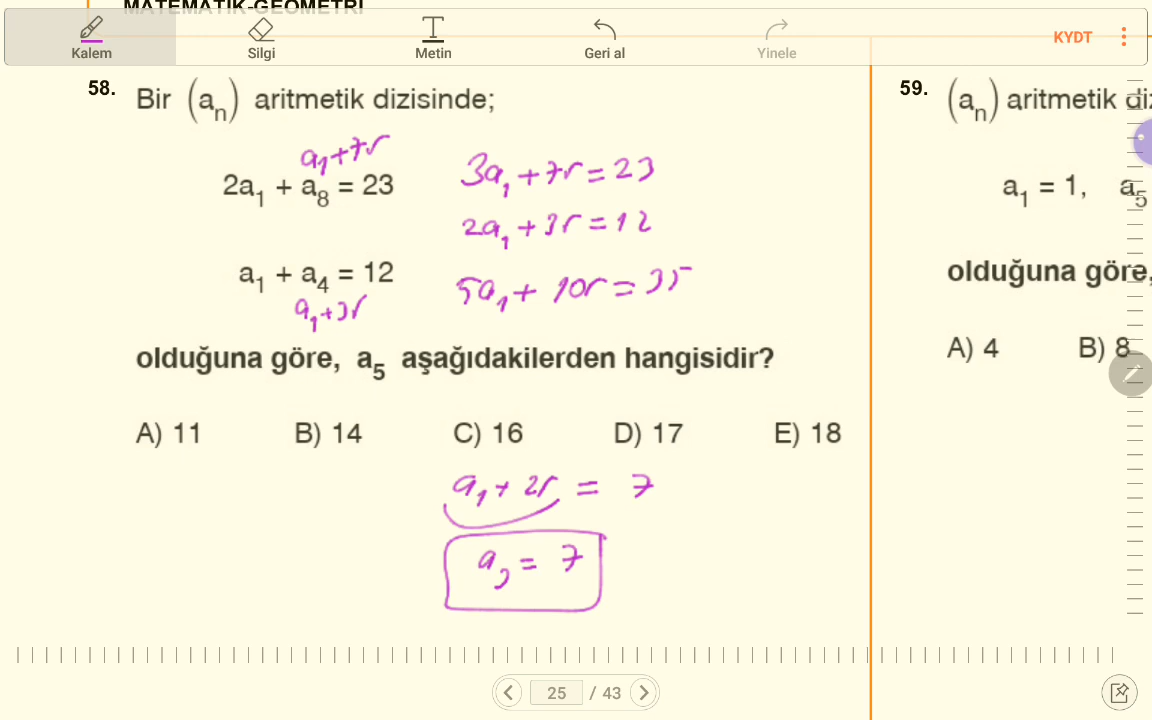 MATEMATİK-GEOMETRİ
Kalem
Silgi
Metin
Geri al
Yinele
KYDT
58. Bir (aₙ) aritmetik dizisinde;
a₁+7r
2a₁ + a₈ = 23
3a₁ + 7r = 23
2a₁ + 3r = 12
a₁ + a₄ = 12
a₁+3r
5a₁ + 10r = 35
olduğuna göre, a₅ aşağıdakilerden hangisidir?
A) 11 B) 14 C) 16 D) 17 E) 18
a₁ + 2r = 7
a₃ = 7
59. (aₙ) aritmetik
a₁ = 1, a₅
olduğuna göre,
A) 4 B) 8
25 / 43